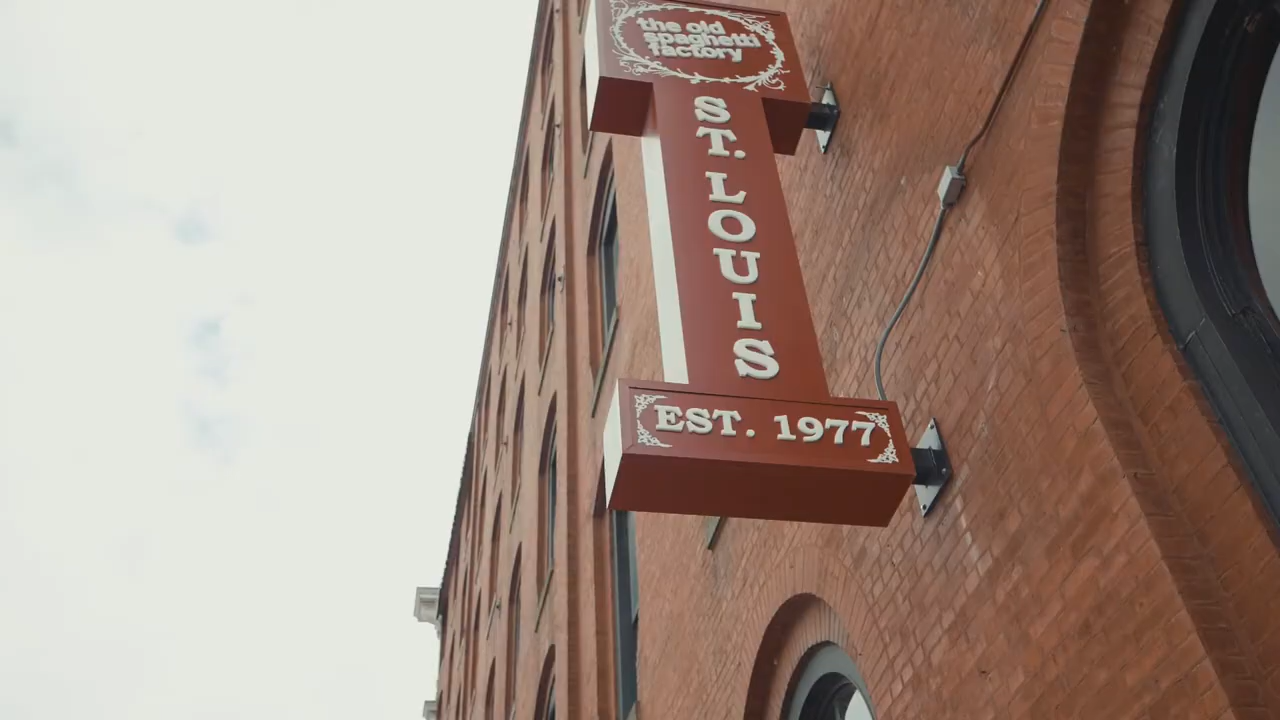 the old
spaghetti
factory
ST. LOUIS
EST. 1977